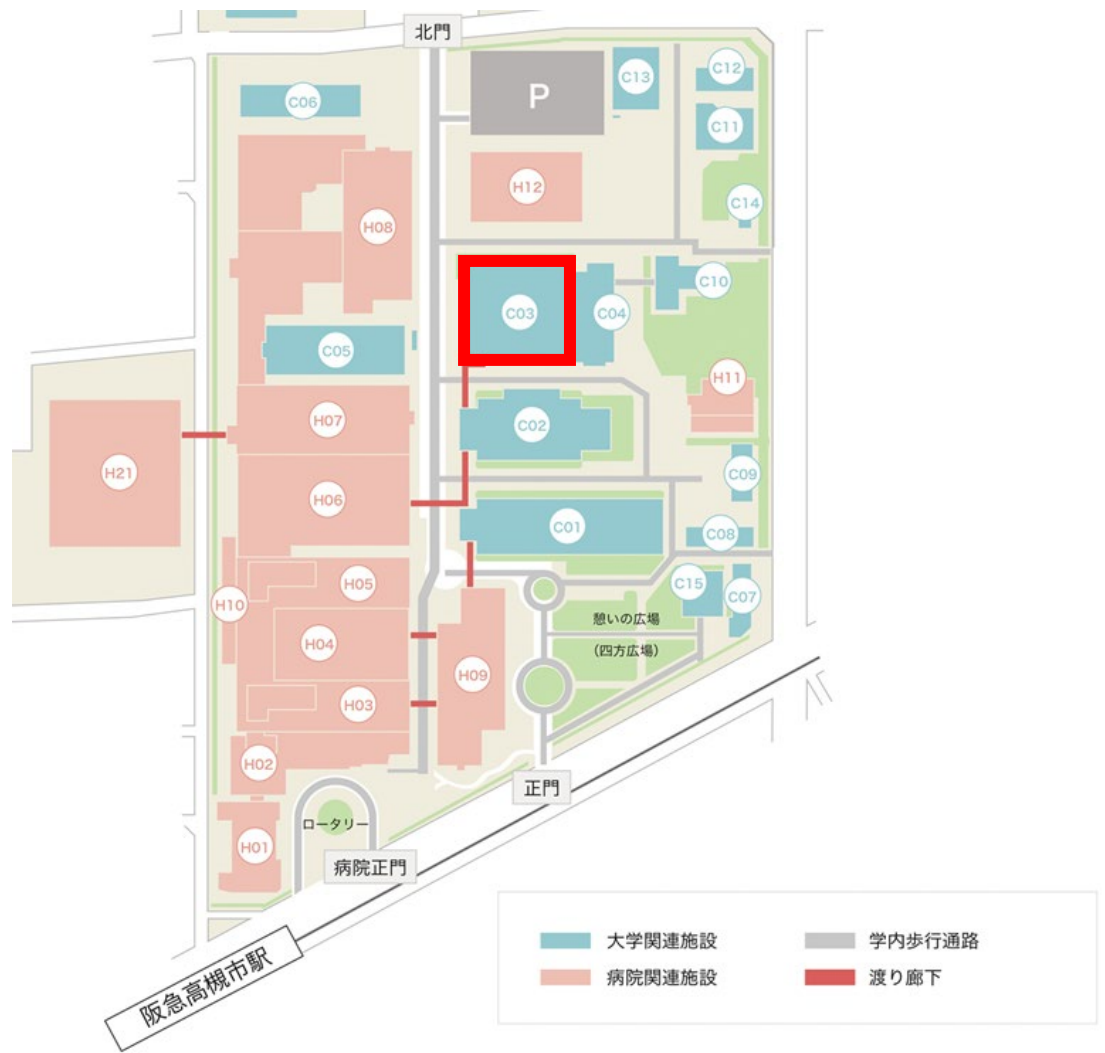 北門
C06
P
C13
C12
C11
H12
C14
H08
C10
C03
C04
C05
H11
H07
C02
H21
C09
H06
C01
C08
H05
C15
C07
H10
憩いの広場
(四方広場)
H04
H09
H03
H02
正門
ロータリー
H01
病院正門
大学関連施設
学内歩行通路
病院関連施設
渡り廊下
阪急高槻市駅